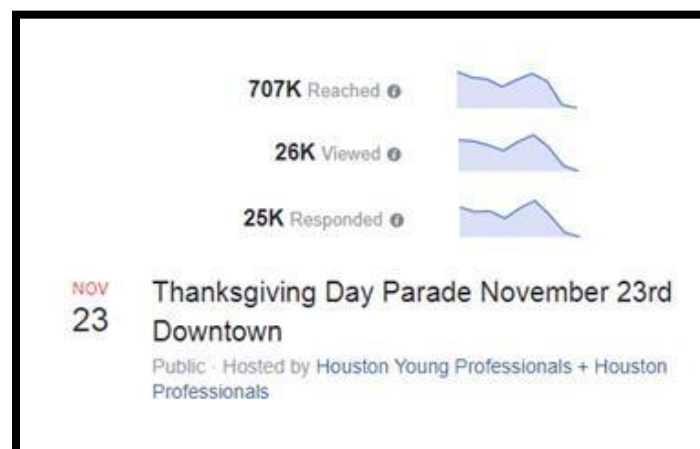 707K Reached
26K Viewed
25K Responded
NOV
23
Thanksgiving Day Parade November 23rd
Downtown
Public · Hosted by Houston Young Professionals + Houston
Professionals